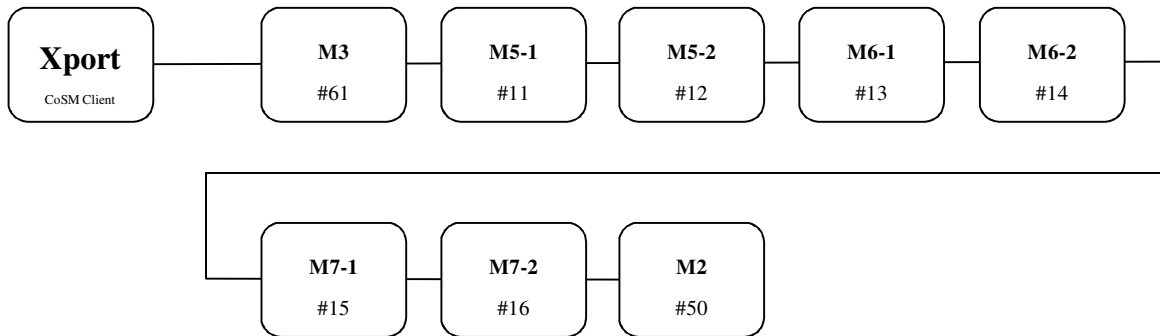 Xport
CoSM Client
M3
#61
M5-1
#11
M5-2
#12
M6-1
#13
M6-2
#14
M7-1
#15
M7-2
#16
M2
#50